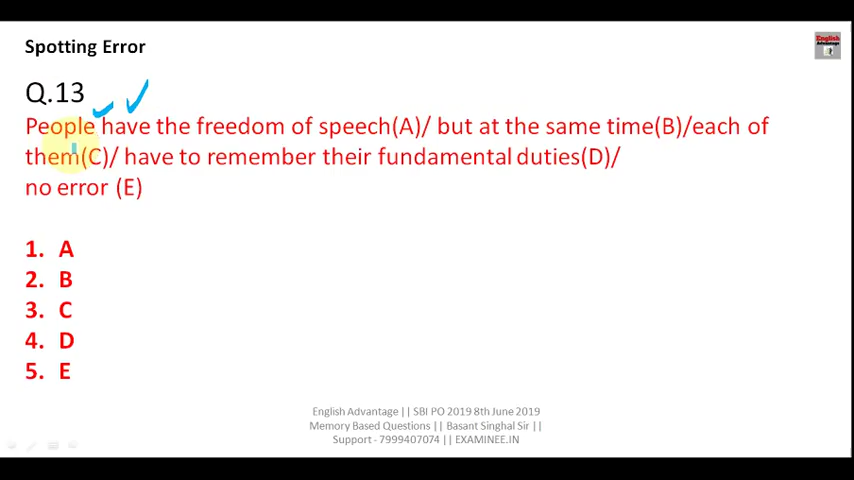 Spotting Error
English
Advantage
Q.13
People have the freedom of speech(A)/ but at the same time(B)/each of
them(C)/ have to remember their fundamental duties(D)/
no error (E)
1. A
2. B
3. C
4. D
5. E
English Advantage || SBI PO 2019 8th June 2019
Memory Based Questions || Basant Singhal Sir ||
Support - 7999407074 || EXAMINEE.IN